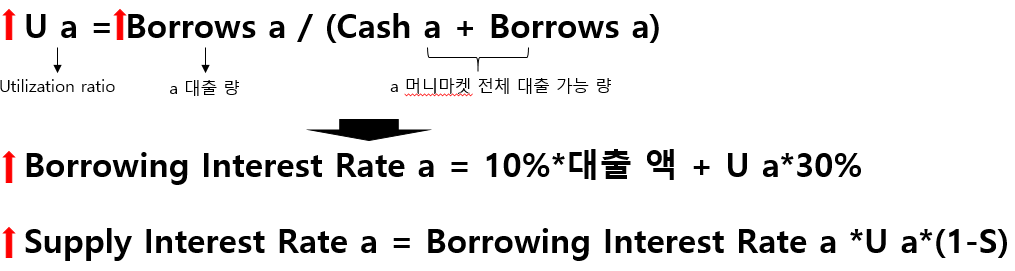 U a = Borrows a / (Cash a + Borrows a)
Utilization ratio a 대출 량 a 머니마켓 전체 대출 가능 량
Borrowing Interest Rate a = 10%*대출 액 + U a*30%
Supply Interest Rate a = Borrowing Interest Rate a *U a*(1-S)